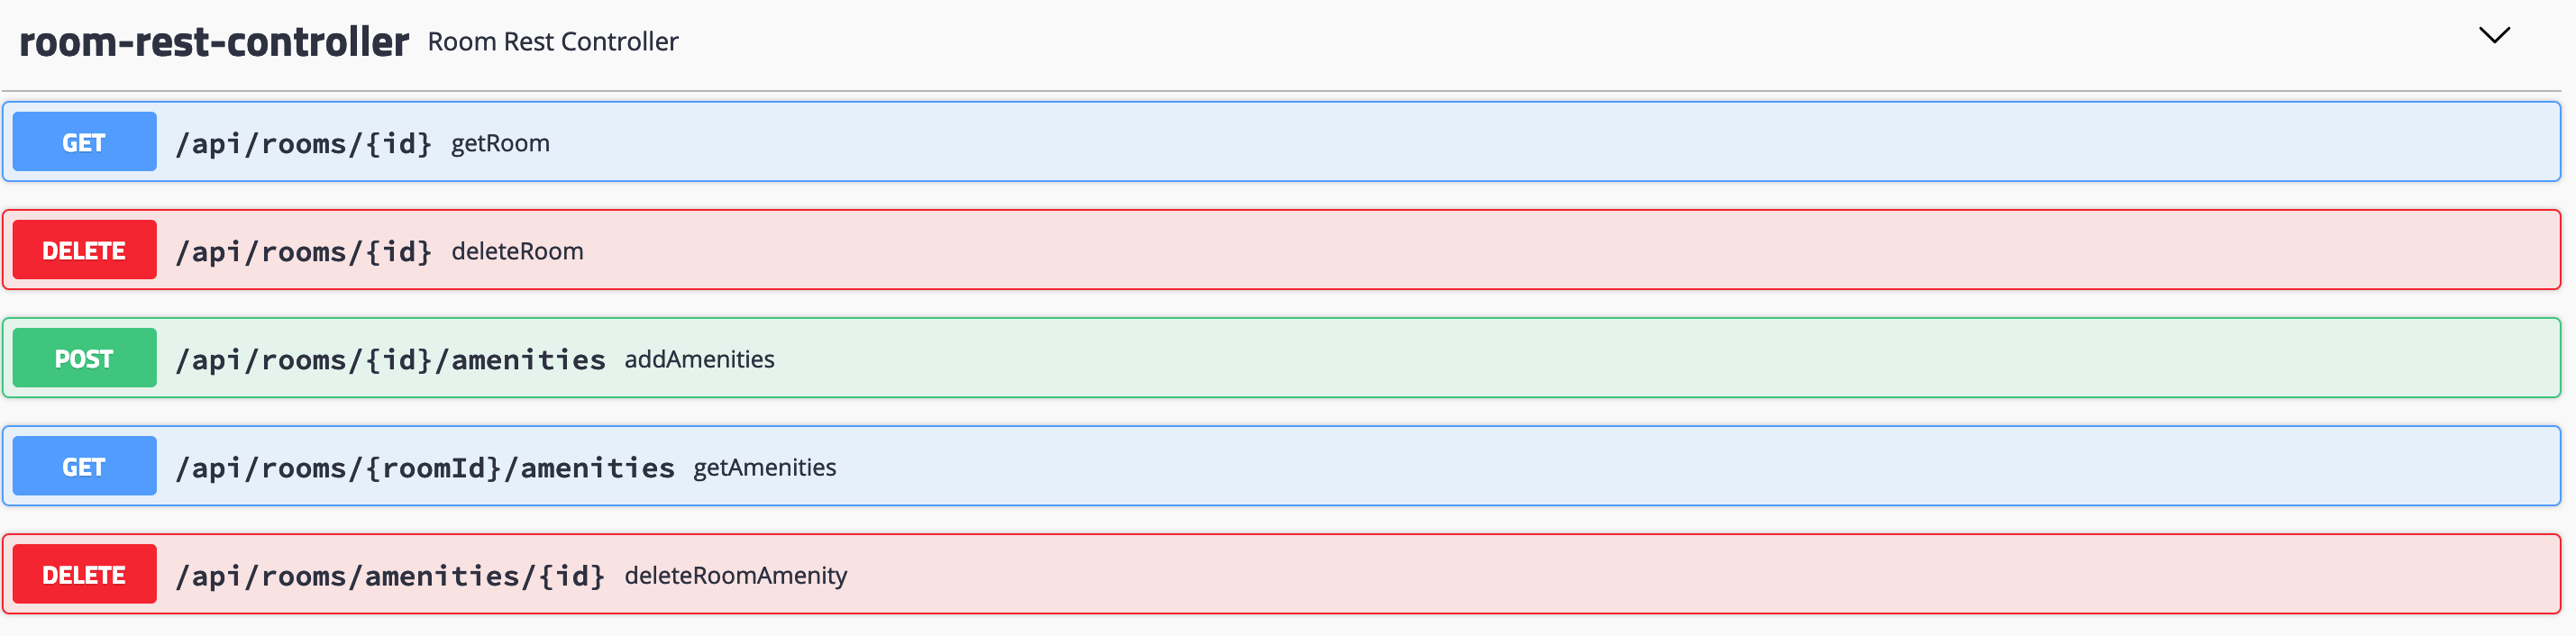 room-rest-controller Room Rest Controller
GET /api/rooms/{id} getRoom
DELETE /api/rooms/{id} deleteRoom
POST /api/rooms/{id}/amenities addAmenities
GET /api/rooms/{roomId}/amenities getAmenities
DELETE /api/rooms/amenities/{id} deleteRoomAmenity